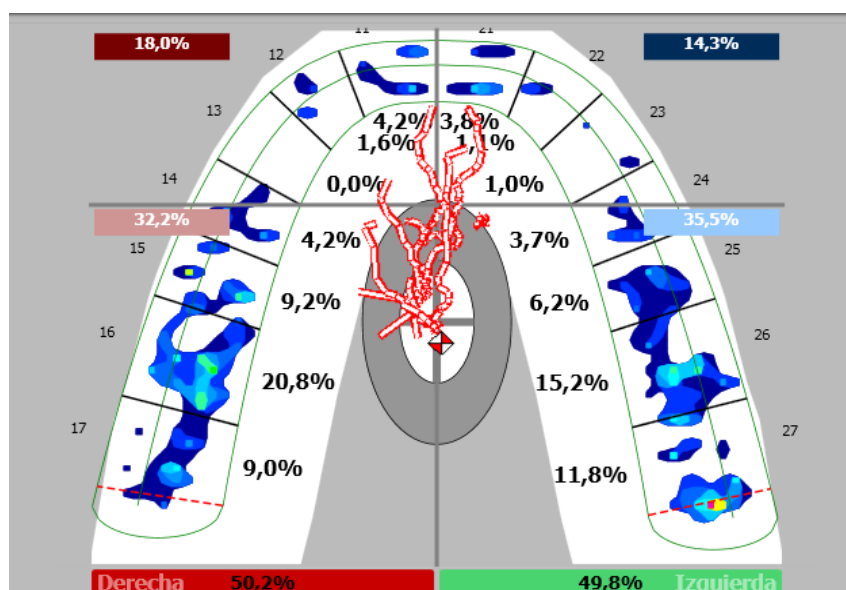 11 21
18,0% 12 22 14,3%
13 4,2% 3,8% 23
1,6% 1,1%
14 0,0% 1,0% 24
32,2% 35,5%
15 4,2% 3,7% 25
16 9,2% 6,2% 26
20,8% 15,2%
17 9,0% 11,8% 27
Derecha 50,2% 49,8% Izquierda